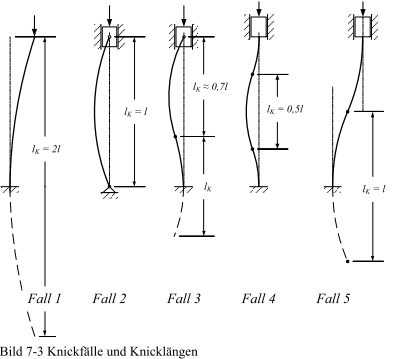 l_K ≈ 0,7l
l_K = l
l_K = 0,5l
l_K = 2l
l_K
l_K = l
Fall 1 Fall 2 Fall 3 Fall 4 Fall 5
Bild 7-3 Knickfälle und Knicklängen